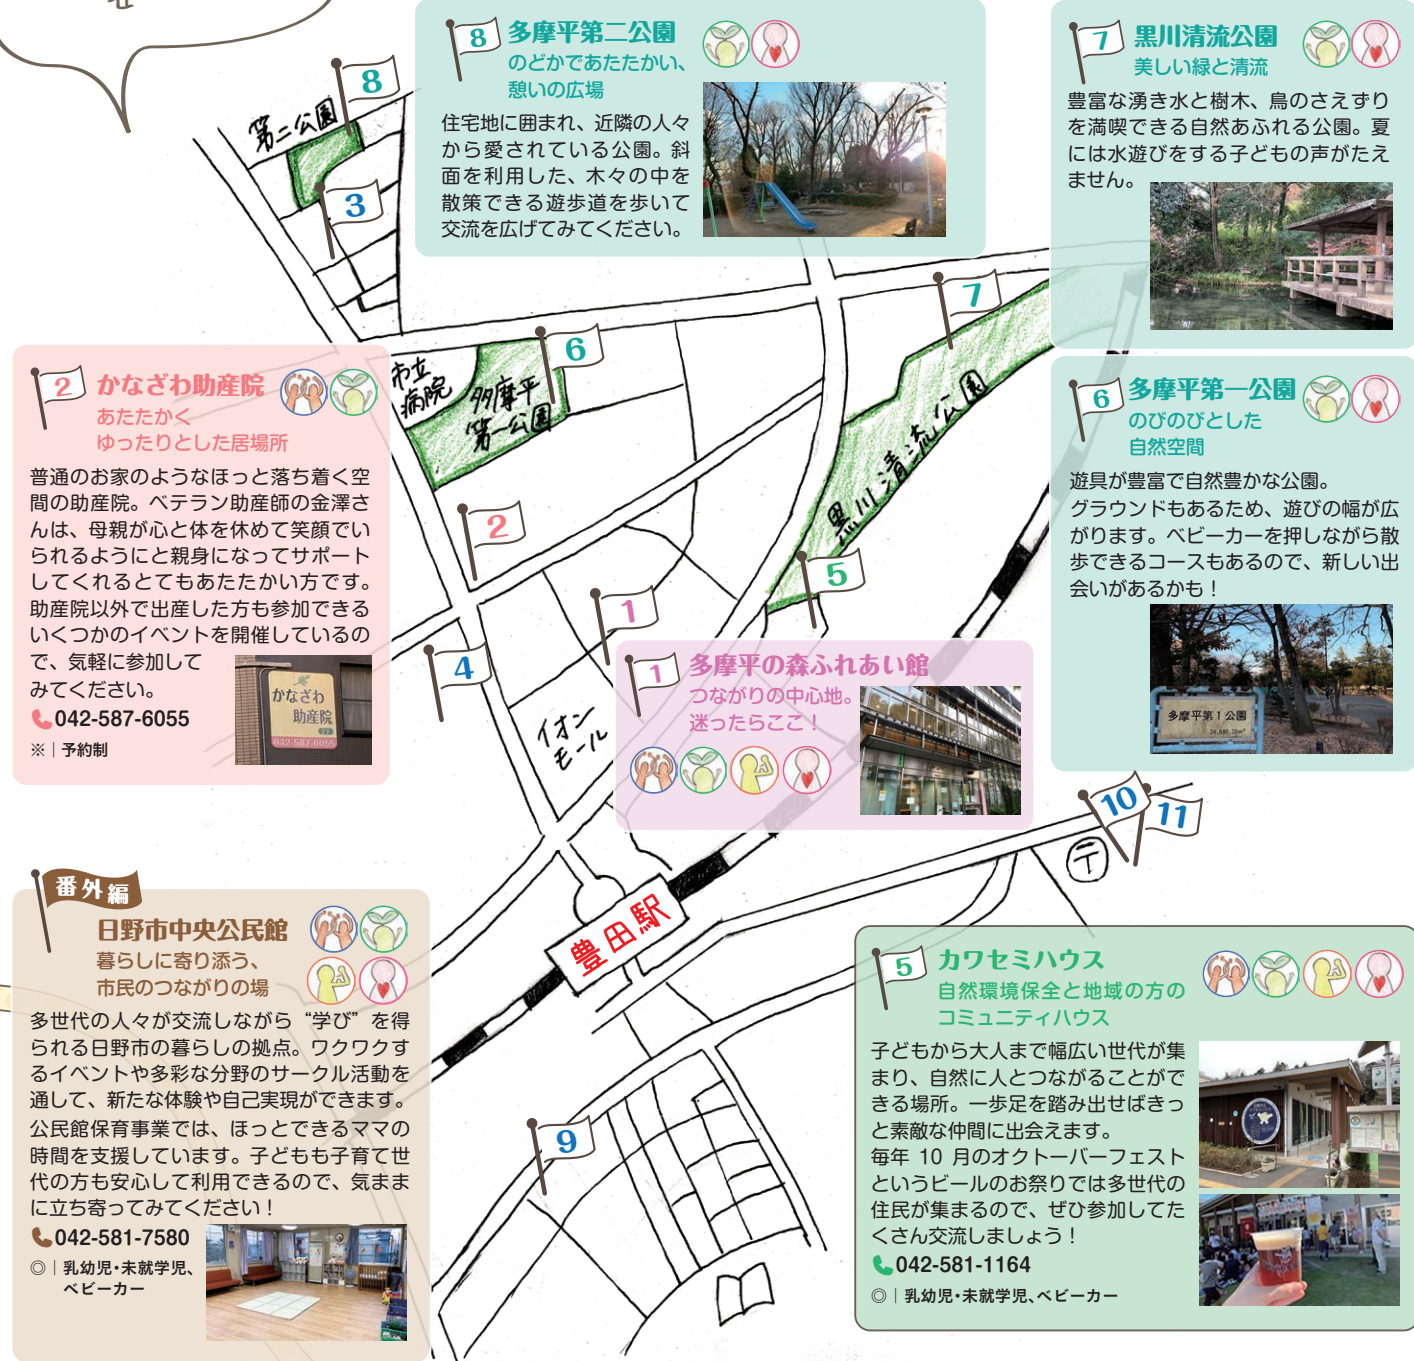 8 多摩平第二公園
のどかであたたかい、
憩いの広場
住宅地に囲まれ、近隣の人々
から愛されている公園。斜
面を利用した、木々の中を
散策できる遊歩道を歩いて
交流を広げてみてください。
7 黒川清流公園
美しい緑と清流
豊富な湧き水と樹木、鳥のさえずり
を満喫できる自然あふれる公園。夏
には水遊びをする子どもの声がたえ
ません。
8
第二公園
3
7
6
市立
病院
多摩平
第一公園
黒川清流公園
2
5
1
4
イオン
モール
2 かなざわ助産院
あたたかく
ゆったりとした居場所
普通のお家のようなほっと落ち着く空
間の助産院。ベテラン助産師の金澤さ
んは、母親が心と体を休めて笑顔でい
られるようにと親身になってサポート
してくれるとてもあたたかい方です。
助産院以外で出産した方も参加できる
いくつかのイベントを開催しているの
で、気軽に参加して
みてください。
042-587-6055
※｜予約制
かなざわ
助産院
042-587-6055
6 多摩平第一公園
のびのびとした
自然空間
遊具が豊富で自然豊かな公園。
グラウンドもあるため、遊びの幅が広
がります。ベビーカーを押しながら散
歩できるコースもあるので、新しい出
会いがあるかも！
多摩平第1公園
1 多摩平の森ふれあい館
つながりの中心地。
迷ったらここ！
10
11
〒
豊田駅
9
番外編
日野市中央公民館
暮らしに寄り添う、
市民のつながりの場
多世代の人々が交流しながら“学び”を得
られる日野市の暮らしの拠点。ワクワクす
るイベントや多彩な分野のサークル活動を
通して、新たな体験や自己実現ができます。
公民館保育事業では、ほっとできるママの
時間を支援しています。子どもも子育て世
代の方も安心して利用できるので、気まま
に立ち寄ってみてください！
042-581-7580
◎｜乳幼児・未就学児、
ベビーカー
5 カワセミハウス
自然環境保全と地域の方の
コミュニティハウス
子どもから大人まで幅広い世代が集
まり、自然に人とつながることがで
きる場所。一歩足を踏み出せばきっ
と素敵な仲間に出会えます。
毎年 10 月のオクトーバーフェスト
というビールのお祭りでは多世代の
住民が集まるので、ぜひ参加してた
くさん交流しましょう！
042-581-1164
◎｜乳幼児・未就学児、ベビーカー